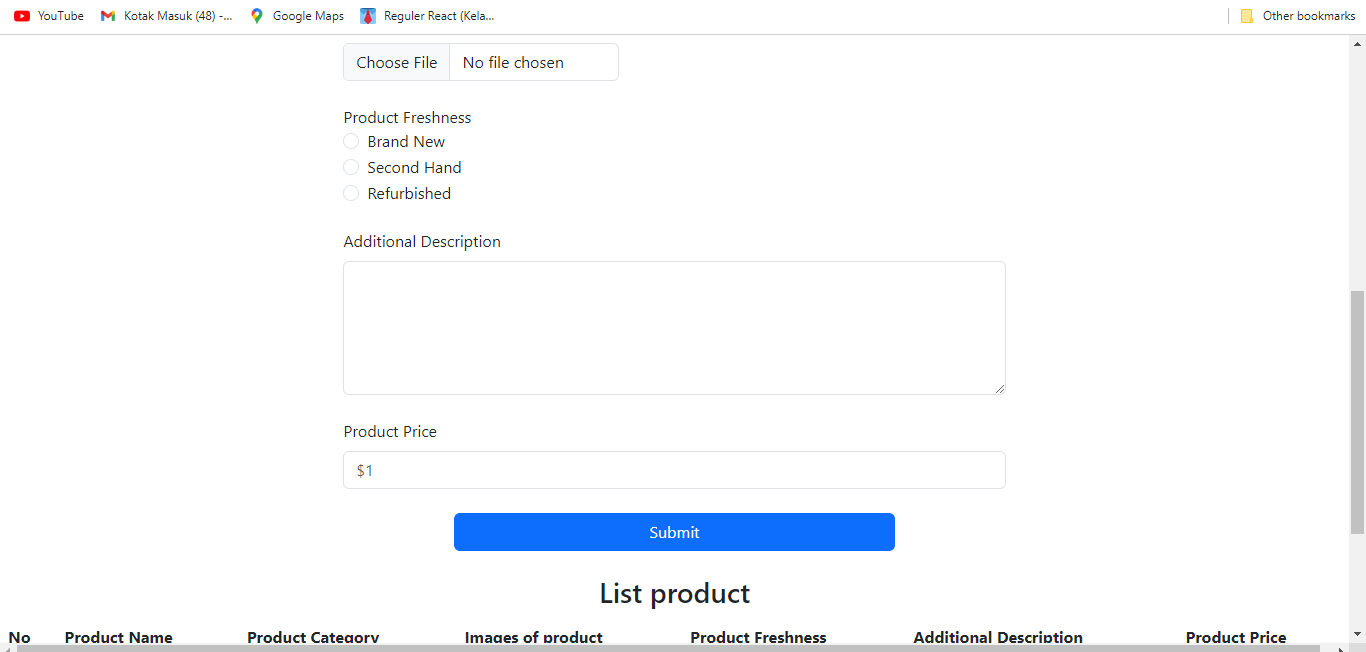 YouTube Kotak Masuk (48) -... Google Maps Reguler React (Kela... Other bookmarks
Choose File No file chosen
Product Freshness
Brand New
Second Hand
Refurbished
Additional Description
Product Price
$1
Submit
List product
No Product Name Product Category Images of product Product Freshness Additional Description Product Price